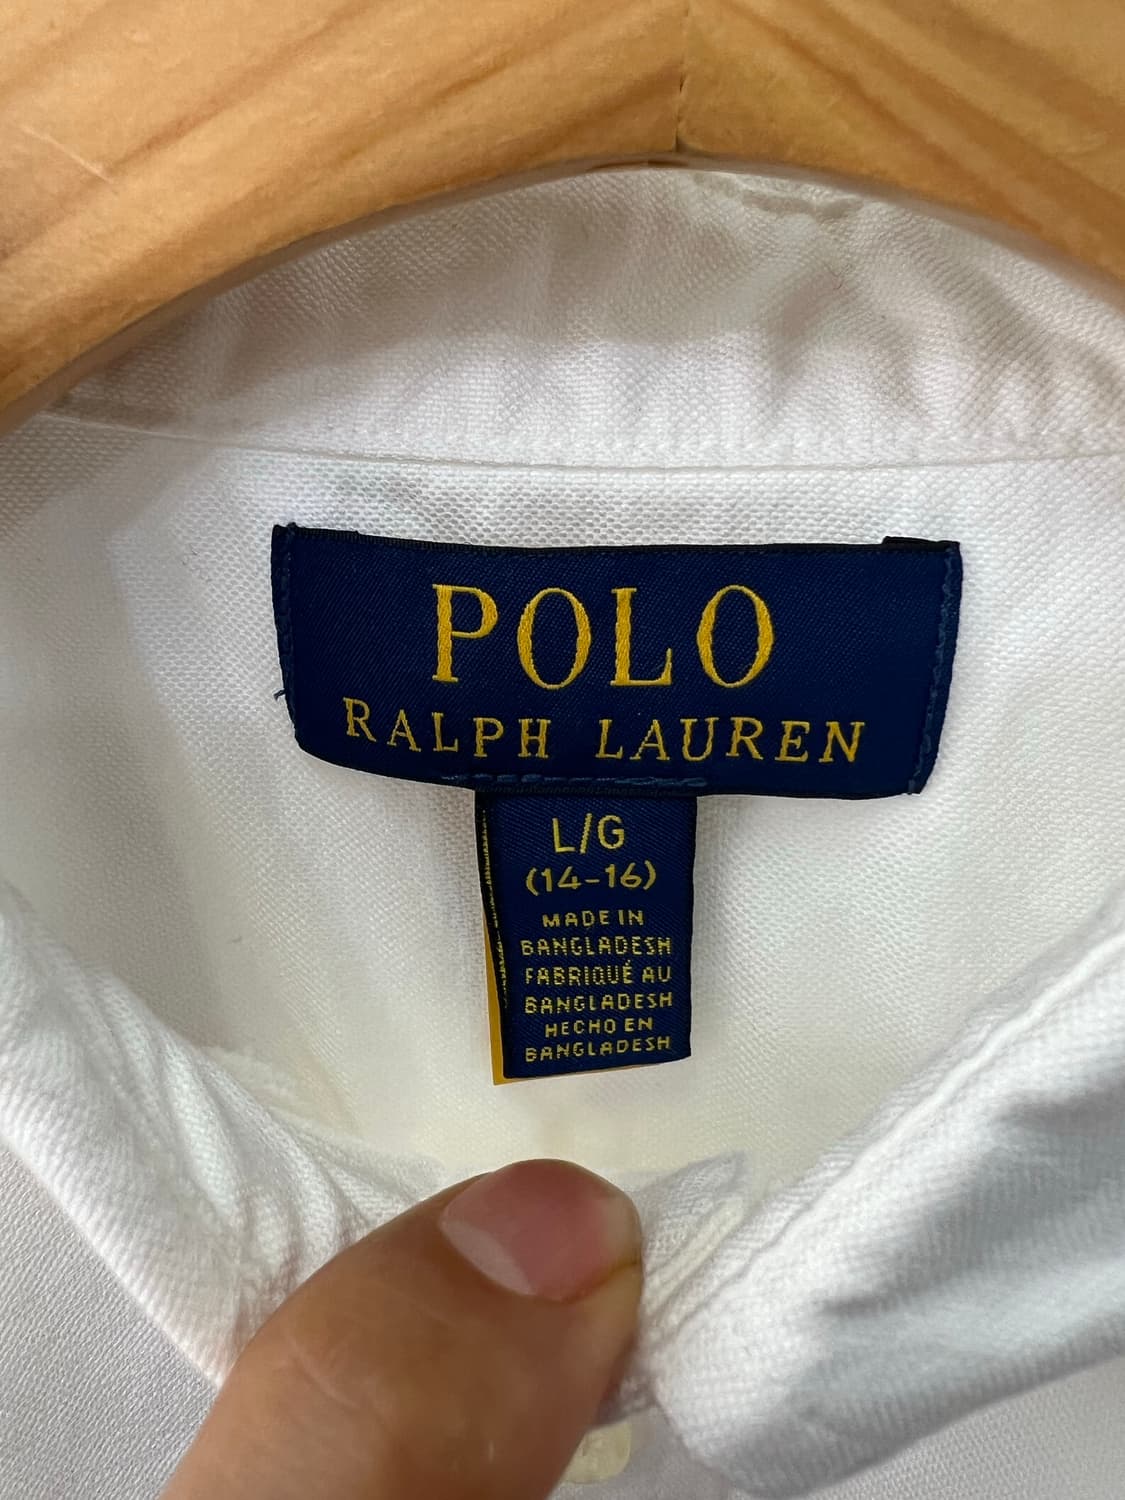 POLO
RALPH LAUREN
L/G
(14-16)
MADE IN
BANGLADESH
FABRIQUÉ AU
BANGLADESH
HECHO EN
BANGLADESH